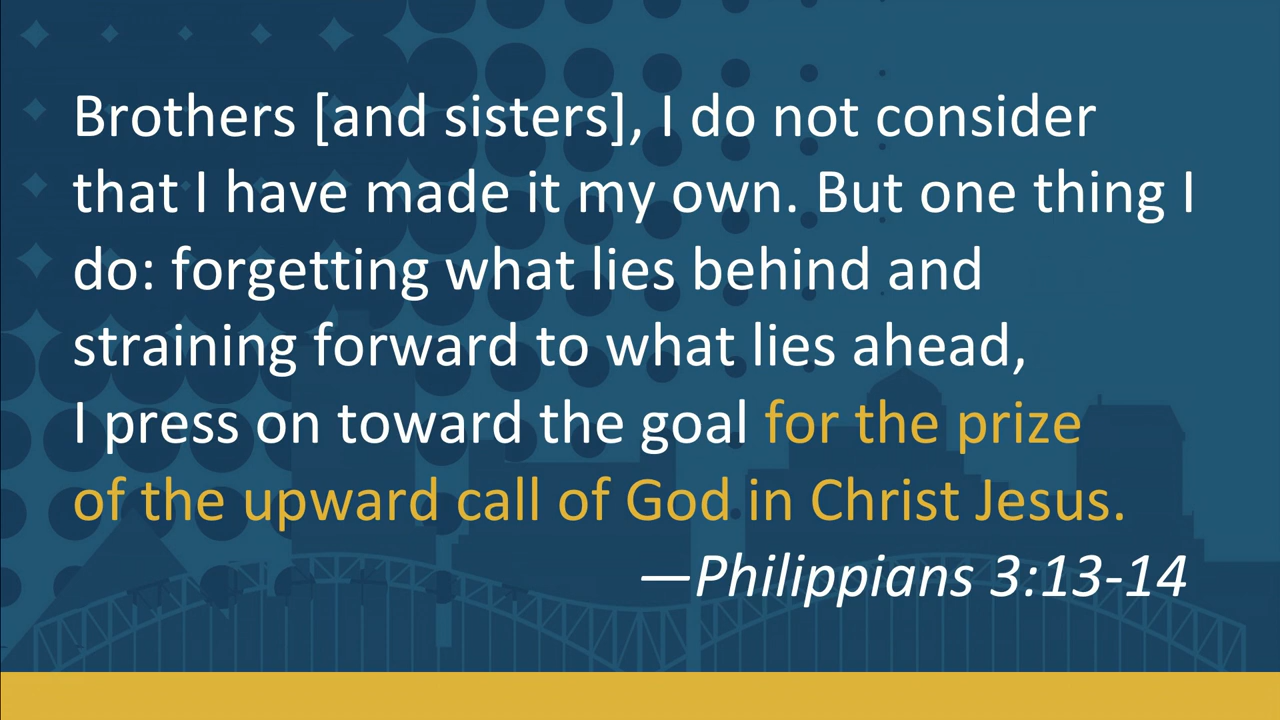 Brothers [and sisters], I do not consider
that I have made it my own. But one thing I
do: forgetting what lies behind and
straining forward to what lies ahead,
I press on toward the goal for the prize
of the upward call of God in Christ Jesus.
—Philippians 3:13-14